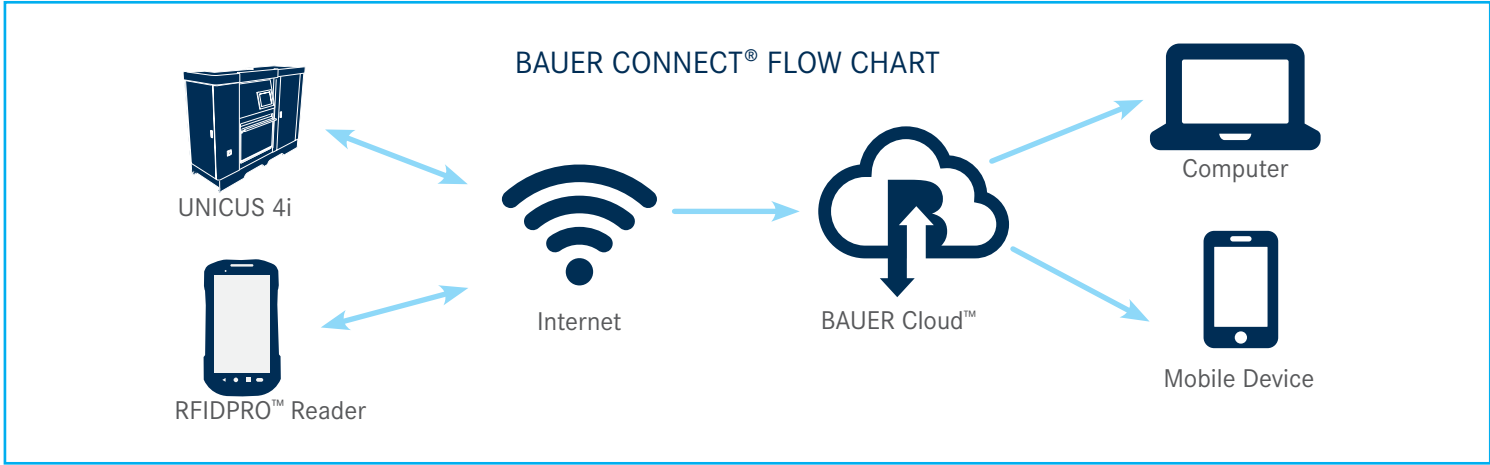 BAUER CONNECT® FLOW CHART
UNICUS 4i
RFIDPRO™ Reader
Internet
B
BAUER Cloud™
Computer
Mobile Device